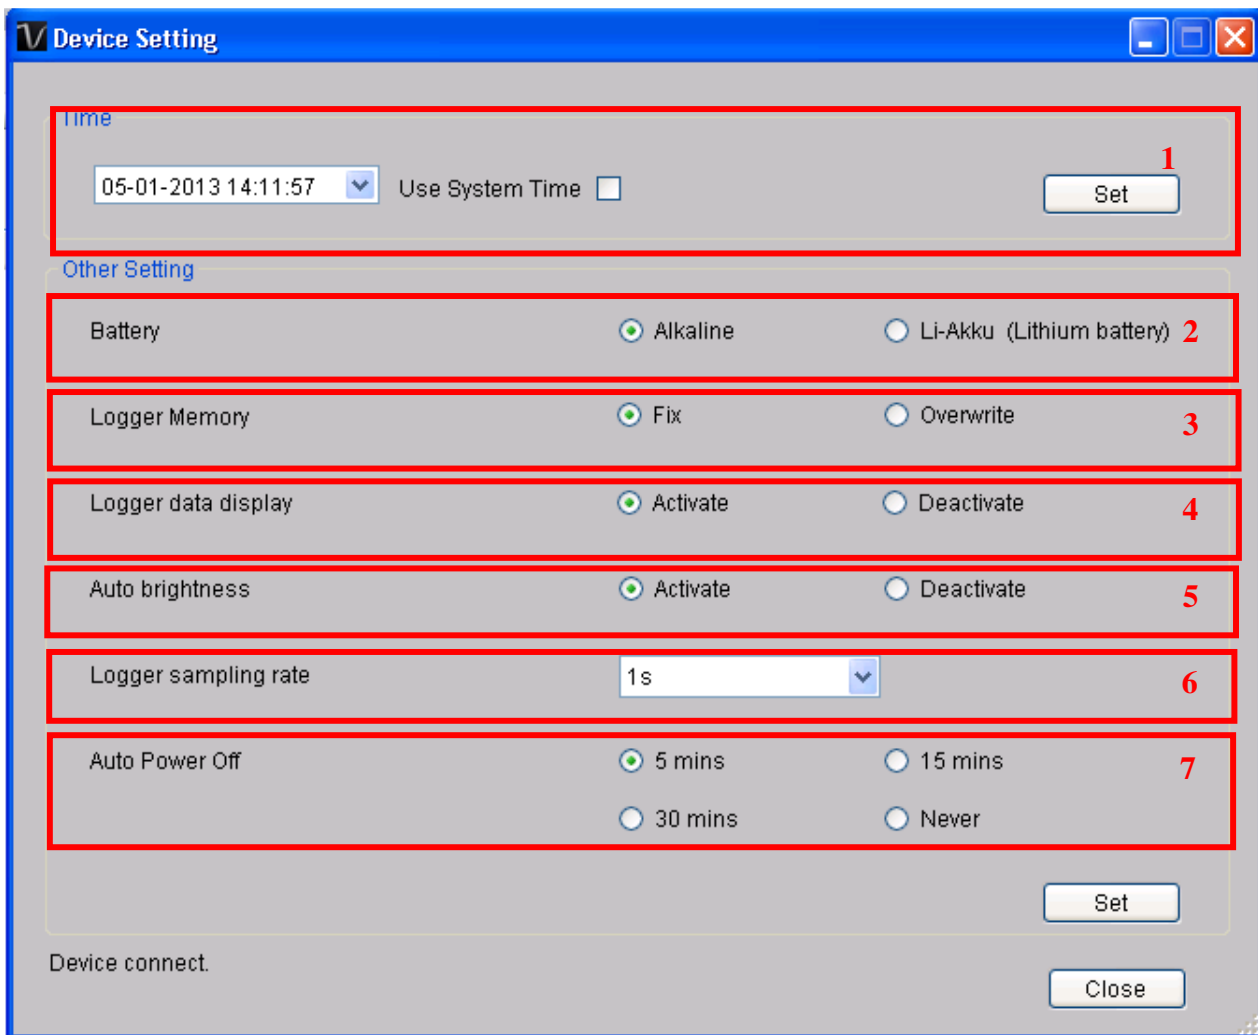 Device Setting
Time
1
05-01-2013 14:11:57 Use System Time Set
Other Setting
Battery Alkaline Li-Akku (Lithium battery) 2
Logger Memory Fix Overwrite 3
Logger data display Activate Deactivate 4
Auto brightness Activate Deactivate 5
Logger sampling rate 1s 6
Auto Power Off 5 mins 15 mins 7
30 mins Never
Set
Device connect.
Close